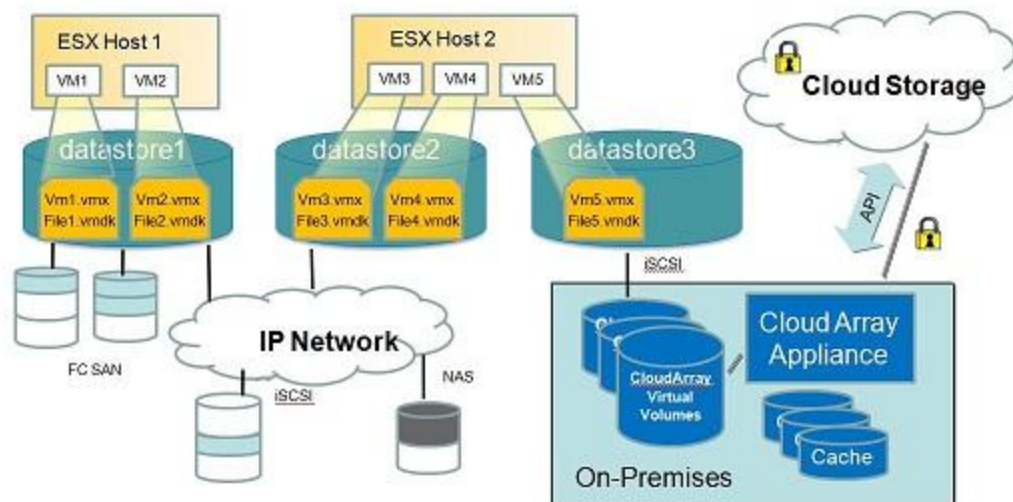 ESX Host 1
VM1
VM2
ESX Host 2
VM3
VM4
VM5
Cloud Storage
datastore1
datastore2
datastore3
Vm1.vmx
File1.vmdk
Vm2.vmx
File2.vmdk
Vm3.vmx
File3.vmdk
Vm4.vmx
File4.vmdk
Vm5.vmx
File5.vmdk
API
iSCSI
IP Network
FC SAN
iSCSI
NAS
Cloud Array
Appliance
CloudArray
Virtual
Volumes
Cache
On-Premises